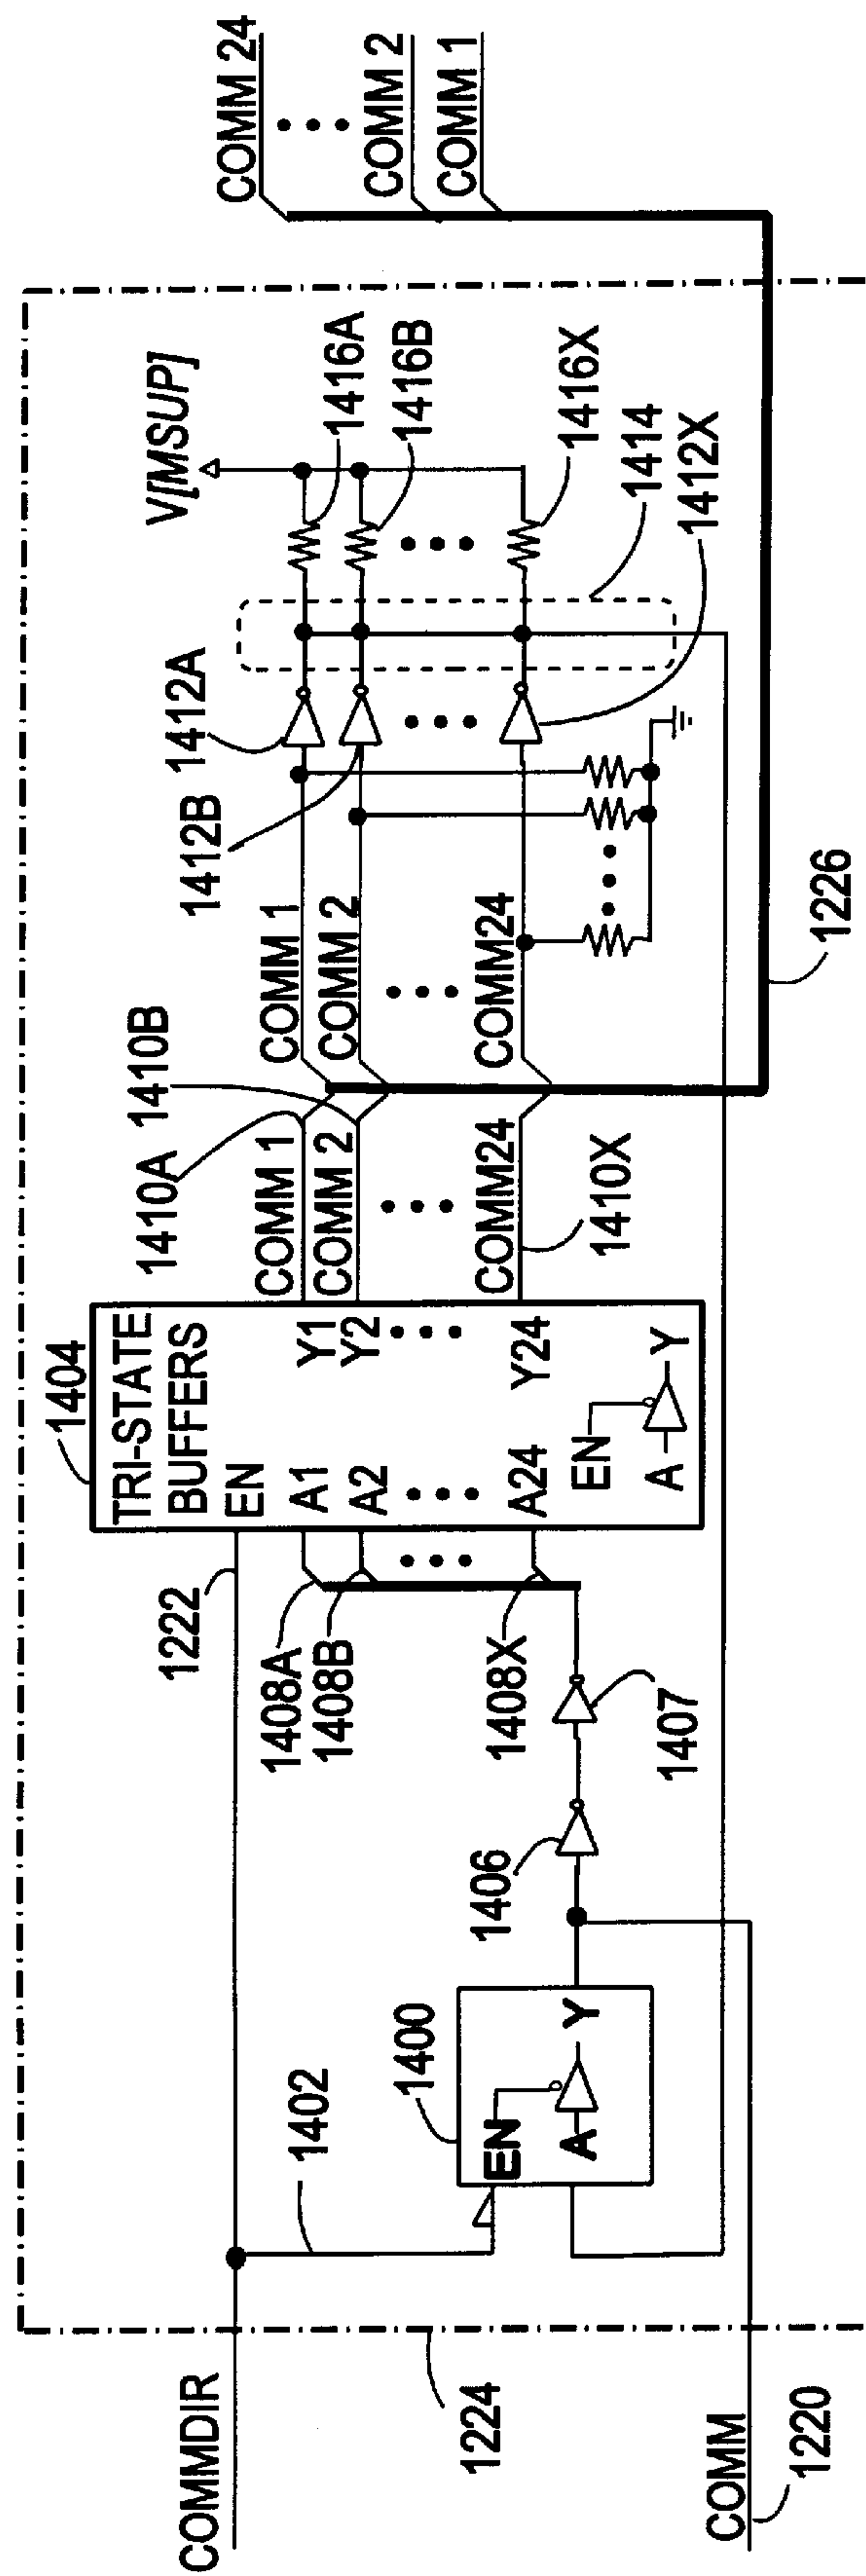 COMMDIR
1224
COMM
1220
1402
1400
EN
A
Y
1406
1407
1222
1408A
1408B
1408X
1404
TRI-STATE
BUFFERS
EN
A1
A2
A24
Y1
Y2
Y24
EN
A
Y
1410A
1410B
COMM 1
COMM 2
COMM24
1410X
COMM 1
COMM 2
COMM24
1412A
1412B
V[MSUP]
1416A
1416B
1416X
1414
1412X
1226
COMM 24
COMM 2
COMM 1